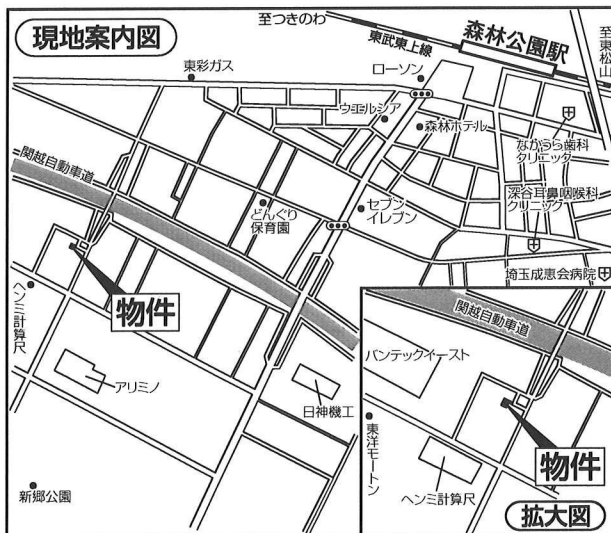 現地案内図
至つきのわ
東武東上線
森林公園駅
至東松山
東彩ガス
ローソン
ウエルシア
森林ホテル
ながうら歯科
クリニック
関越自動車道
どんぐり
保育園
セブン
イレブン
深谷耳鼻咽喉科
クリニック
埼玉成恵会病院
物件
ヘンミ計算尺
アリミノ
日神機工
新郷公園
関越自動車道
バンテックイースト
物件
東洋モートン
ヘンミ計算尺
拡大図